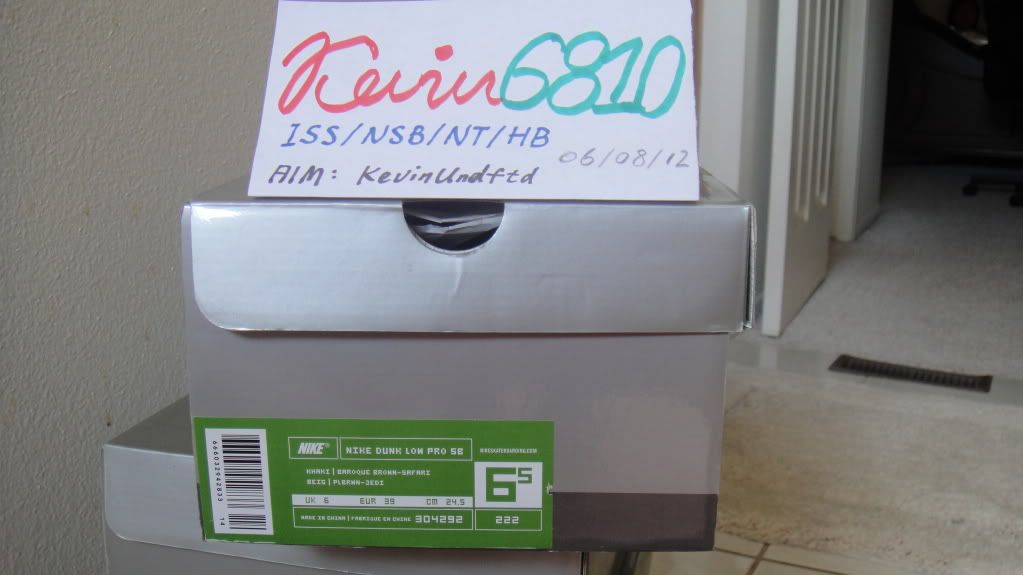 Kevin6810
ISS/NSB/NT/HB
06/08/12
AIM: KevinUndftd
NIKE
NIKE DUNK LOW PRO SB
NIKESKATEBOARDING.COM
KHAKI | BAROQUE BROWN-SAFARI
BEIG | PLBRWN-JEDI
6 5
UK 6 EUR 39 CM 24.5
MADE IN CHINA | FABRIQUE EN CHINE 304292
222
666032942833
14